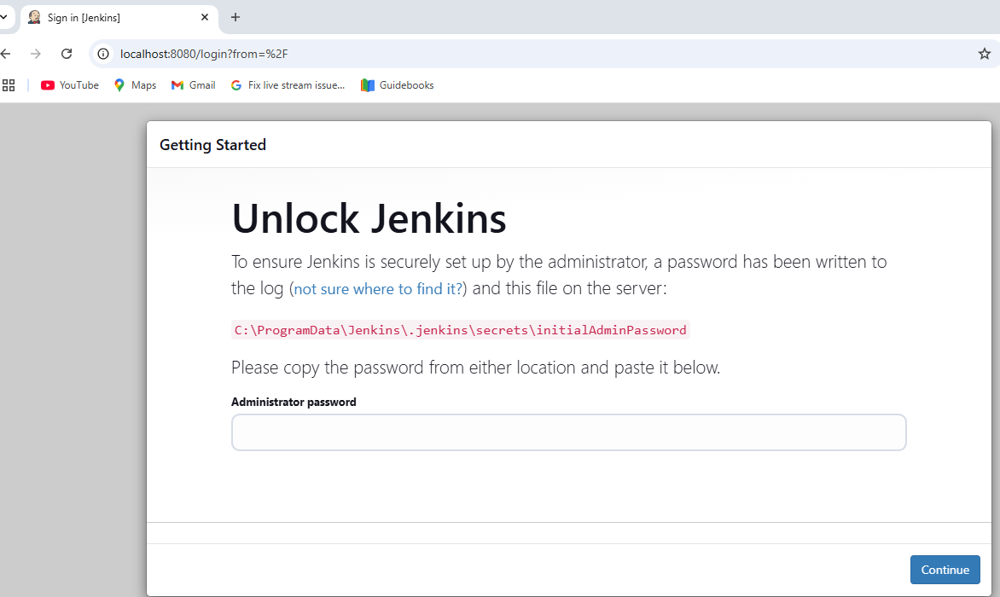 Sign in [Jenkins]
localhost:8080/login?from=%2F
YouTube Maps Gmail Fix live stream issue... Guidebooks
Getting Started
Unlock Jenkins
To ensure Jenkins is securely set up by the administrator, a password has been written to
the log (not sure where to find it?) and this file on the server:
C:\ProgramData\Jenkins\.jenkins\secrets\initialAdminPassword
Please copy the password from either location and paste it below.
Administrator password
Continue